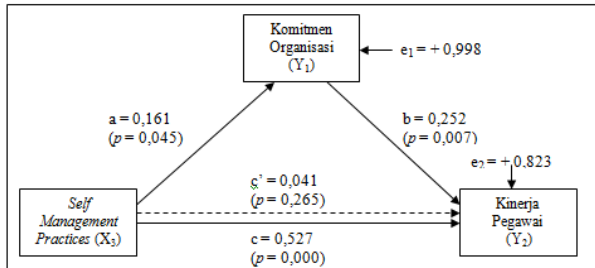 Komitmen
Organisasi
(Y₁)
e₁ = + 0,998
a = 0,161
(p = 0,045)
b = 0,252
(p = 0,007)
e₂ = +0,823
c’ = 0,041
(p = 0,265)
Self
Management
Practices (X₃)
Kinerja
Pegawai
(Y₂)
c = 0,527
(p = 0,000)